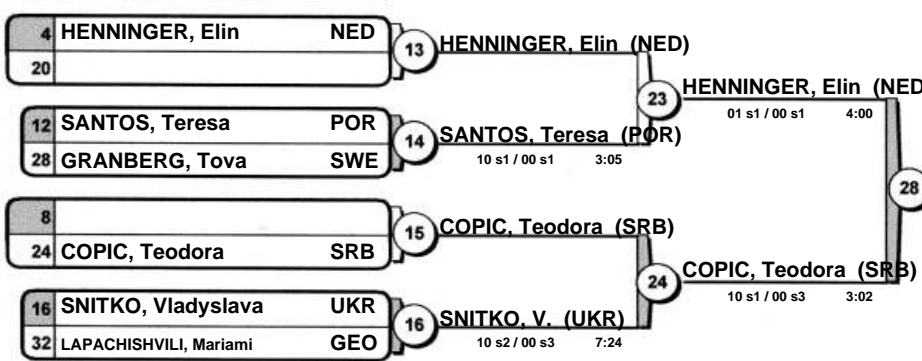 4 HENNINGER, Elin NED
20
13 HENNINGER, Elin (NED)
12 SANTOS, Teresa POR
28 GRANBERG, Tova SWE
14 SANTOS, Teresa (POR)
10 s1 / 00 s1 3:05
23 HENNINGER, Elin (NED
01 s1 / 00 s1 4:00
8
24 COPIC, Teodora SRB
15 COPIC, Teodora (SRB)
16 SNITKO, Vladyslava UKR
32 LAPACHISHVILI, Mariami GEO
16 SNITKO, V. (UKR)
10 s2 / 00 s3 7:24
24 COPIC, Teodora (SRB)
10 s1 / 00 s3 3:02
28